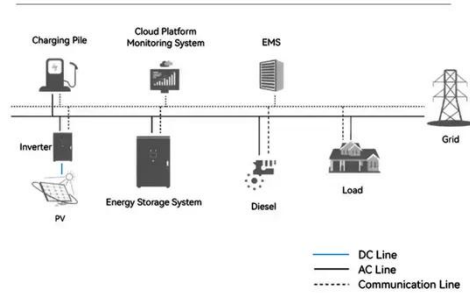 Charging Pile
Cloud Platform
Monitoring System
EMS
Grid
Inverter
PV
Energy Storage System
Diesel
Load
DC Line
AC Line
Communication Line